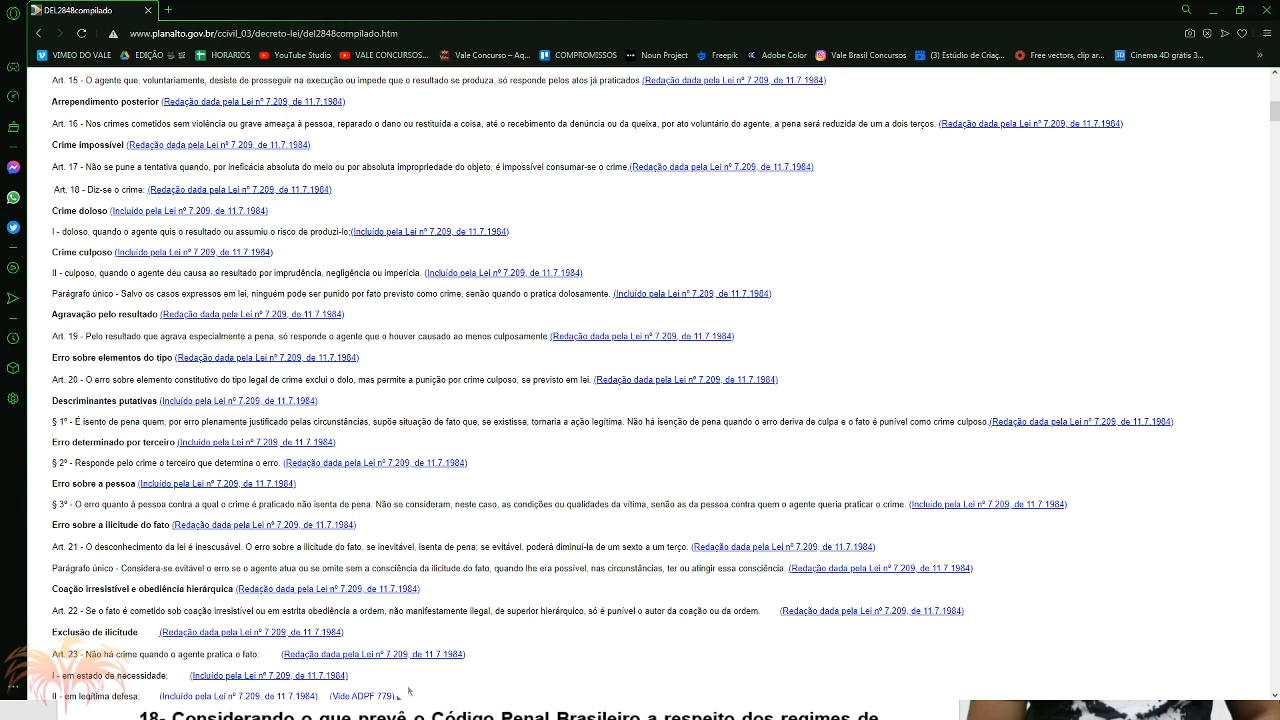 DEL2848compilado
www.planalto.gov.br/civil_03/decreto-lei/del2848compilado.htm
VIMEO DO VALE EDIÇÃO HORARIOS YouTube Studio VALE CONCURSOS... Vale Concurso – Aq... COMPROMISSOS Noun Project Freepik Adobe Color Vale Brasil Concursos (3) Estúdio de Criaç... Free vectors, clip ar... Cinema 4D grátis 3...
Art. 15 - O agente que, voluntariamente, desiste de prosseguir na execução ou impede que o resultado se produza, só responde pelos atos já praticados.(Redação dada pela Lei nº 7.209, de 11.7.1984)
Arrependimento posterior (Redação dada pela Lei nº 7.209, de 11.7.1984)
Art. 16 - Nos crimes cometidos sem violência ou grave ameaça à pessoa, reparado o dano ou restituída a coisa, até o recebimento da denúncia ou da queixa, por ato voluntário do agente, a pena será reduzida de um a dois terços. (Redação dada pela Lei nº 7.209, de 11.7.1984)
Crime impossível (Redação dada pela Lei nº 7.209, de 11.7.1984)
Art. 17 - Não se pune a tentativa quando, por ineficácia absoluta do meio ou por absoluta impropriedade do objeto, é impossível consumar-se o crime.(Redação dada pela Lei nº 7.209, de 11.7.1984)
Art. 18 - Diz-se o crime: (Redação dada pela Lei nº 7.209, de 11.7.1984)
Crime doloso (Incluído pela Lei nº 7.209, de 11.7.1984)
I - doloso, quando o agente quis o resultado ou assumiu o risco de produzi-lo;(Incluído pela Lei nº 7.209, de 11.7.1984)
Crime culposo (Incluído pela Lei nº 7.209, de 11.7.1984)
II - culposo, quando o agente deu causa ao resultado por imprudência, negligência ou imperícia. (Incluído pela Lei nº 7.209, de 11.7.1984)
Parágrafo único - Salvo os casos expressos em lei, ninguém pode ser punido por fato previsto como crime, senão quando o pratica dolosamente. (Incluído pela Lei nº 7.209, de 11.7.1984)
Agravação pelo resultado (Redação dada pela Lei nº 7.209, de 11.7.1984)
Art. 19 - Pelo resultado que agrava especialmente a pena, só responde o agente que o houver causado ao menos culposamente.(Redação dada pela Lei nº 7.209, de 11.7.1984)
Erro sobre elementos do tipo (Redação dada pela Lei nº 7.209, de 11.7.1984)
Art. 20 - O erro sobre elemento constitutivo do tipo legal de crime exclui o dolo, mas permite a punição por crime culposo, se previsto em lei. (Redação dada pela Lei nº 7.209, de 11.7.1984)
Descriminantes putativas (Incluído pela Lei nº 7.209, de 11.7.1984)
§ 1º - É isento de pena quem, por erro plenamente justificado pelas circunstâncias, supõe situação de fato que, se existisse, tornaria a ação legítima. Não há isenção de pena quando o erro deriva de culpa e o fato é punível como crime culposo.(Redação dada pela Lei nº 7.209, de 11.7.1984)
Erro determinado por terceiro (Incluído pela Lei nº 7.209, de 11.7.1984)
§ 2º - Responde pelo crime o terceiro que determina o erro. (Redação dada pela Lei nº 7.209, de 11.7.1984)
Erro sobre a pessoa (Incluído pela Lei nº 7.209, de 11.7.1984)
§ 3º - O erro quanto à pessoa contra a qual o crime é praticado não isenta de pena. Não se consideram, neste caso, as condições ou qualidades da vítima, senão as da pessoa contra quem o agente queria praticar o crime. (Incluído pela Lei nº 7.209, de 11.7.1984)
Erro sobre a ilicitude do fato (Redação dada pela Lei nº 7.209, de 11.7.1984)
Art. 21 - O desconhecimento da lei é inescusável. O erro sobre a ilicitude do fato, se inevitável, isenta de pena; se evitável, poderá diminuí-la de um sexto a um terço. (Redação dada pela Lei nº 7.209, de 11.7.1984)
Parágrafo único - Considera-se evitável o erro se o agente atua ou se omite sem a consciência da ilicitude do fato, quando lhe era possível, nas circunstâncias, ter ou atingir essa consciência. (Redação dada pela Lei nº 7.209, de 11.7.1984)
Coação irresistível e obediência hierárquica (Redação dada pela Lei nº 7.209, de 11.7.1984)
Art. 22 - Se o fato é cometido sob coação irresistível ou em estrita obediência a ordem, não manifestamente ilegal, de superior hierárquico, só é punível o autor da coação ou da ordem. (Redação dada pela Lei nº 7.209, de 11.7.1984)
Exclusão de ilicitude (Redação dada pela Lei nº 7.209, de 11.7.1984)
Art. 23 - Não há crime quando o agente pratica o fato: (Redação dada pela Lei nº 7.209, de 11.7.1984)
I - em estado de necessidade; (Incluído pela Lei nº 7.209, de 11.7.1984)
II - em legítima defesa; (Incluído pela Lei nº 7.209, de 11.7.1984) (Vide ADPF 779)
18- Considerando o que prevê o Código Penal Brasileiro a respeito dos regimes de